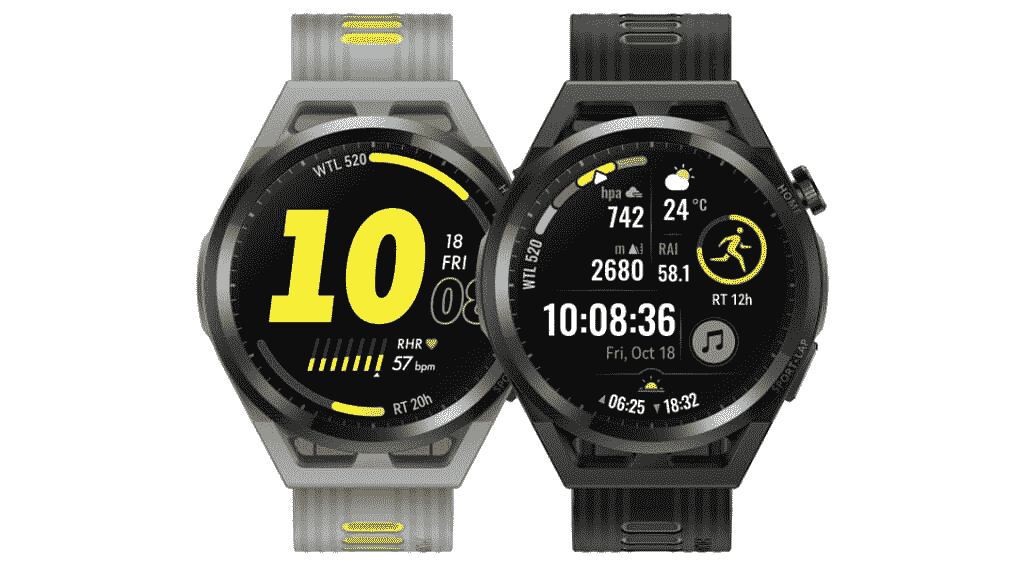 WTL 520
10
18
FRI
08
RHR
57 bpm
RT 20h
HOME
WTL 520
hpa
742
24 °C
m
2680
RAI
58.1
RT 12h
10:08:36
Fri, Oct 18
06:25 18:32
SPORT•LAP